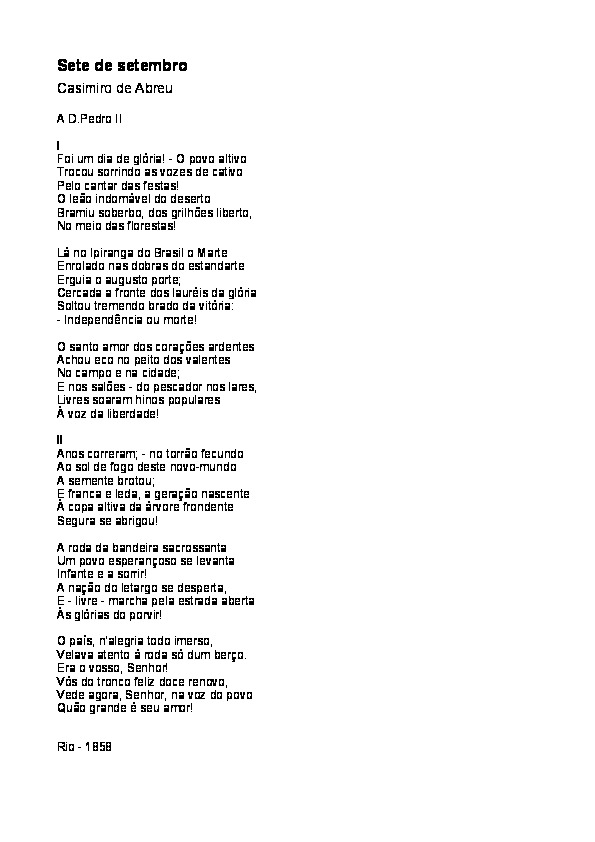 Sete de setembro
Casimiro de Abreu
A D.Pedro II
I
Foi um dia de glória! - O povo altivo
Trocou sorrindo as vozes de cativo
Pelo cantar das festas!
O leão indomável do deserto
Bramiu soberbo, dos grilhões liberto,
No meio das florestas!
Lá no Ipiranga do Brasil o Marte
Enrolado nas dobras do estandarte
Erguia o augusto porte;
Cercada a fronte dos lauréis da glória
Soltou tremendo brado da vitória:
- Independência ou morte!
O santo amor dos corações ardentes
Achou eco no peito dos valentes
No campo e na cidade;
E nos salões - do pescador nos lares,
Livres soaram hinos populares
À voz da liberdade!
II
Anos correram; - no torrão fecundo
Ao sol de fogo deste novo-mundo
A semente brotou;
E franca e leda, a geração nascente
À copa altiva da árvore frondente
Segura se abrigou!
A roda da bandeira sacrossanta
Um povo esperançoso se levanta
Infante e a sorrir!
A nação do letargo se desperta,
E - livre - marcha pela estrada aberta
Às glórias do porvir!
O país, n'alegria todo imerso,
Velava atento à roda só dum berço.
Era o vosso, Senhor!
Vós do tronco feliz doce renovo,
Vede agora, Senhor, na voz do povo
Quão grande é seu amor!
Rio - 1858